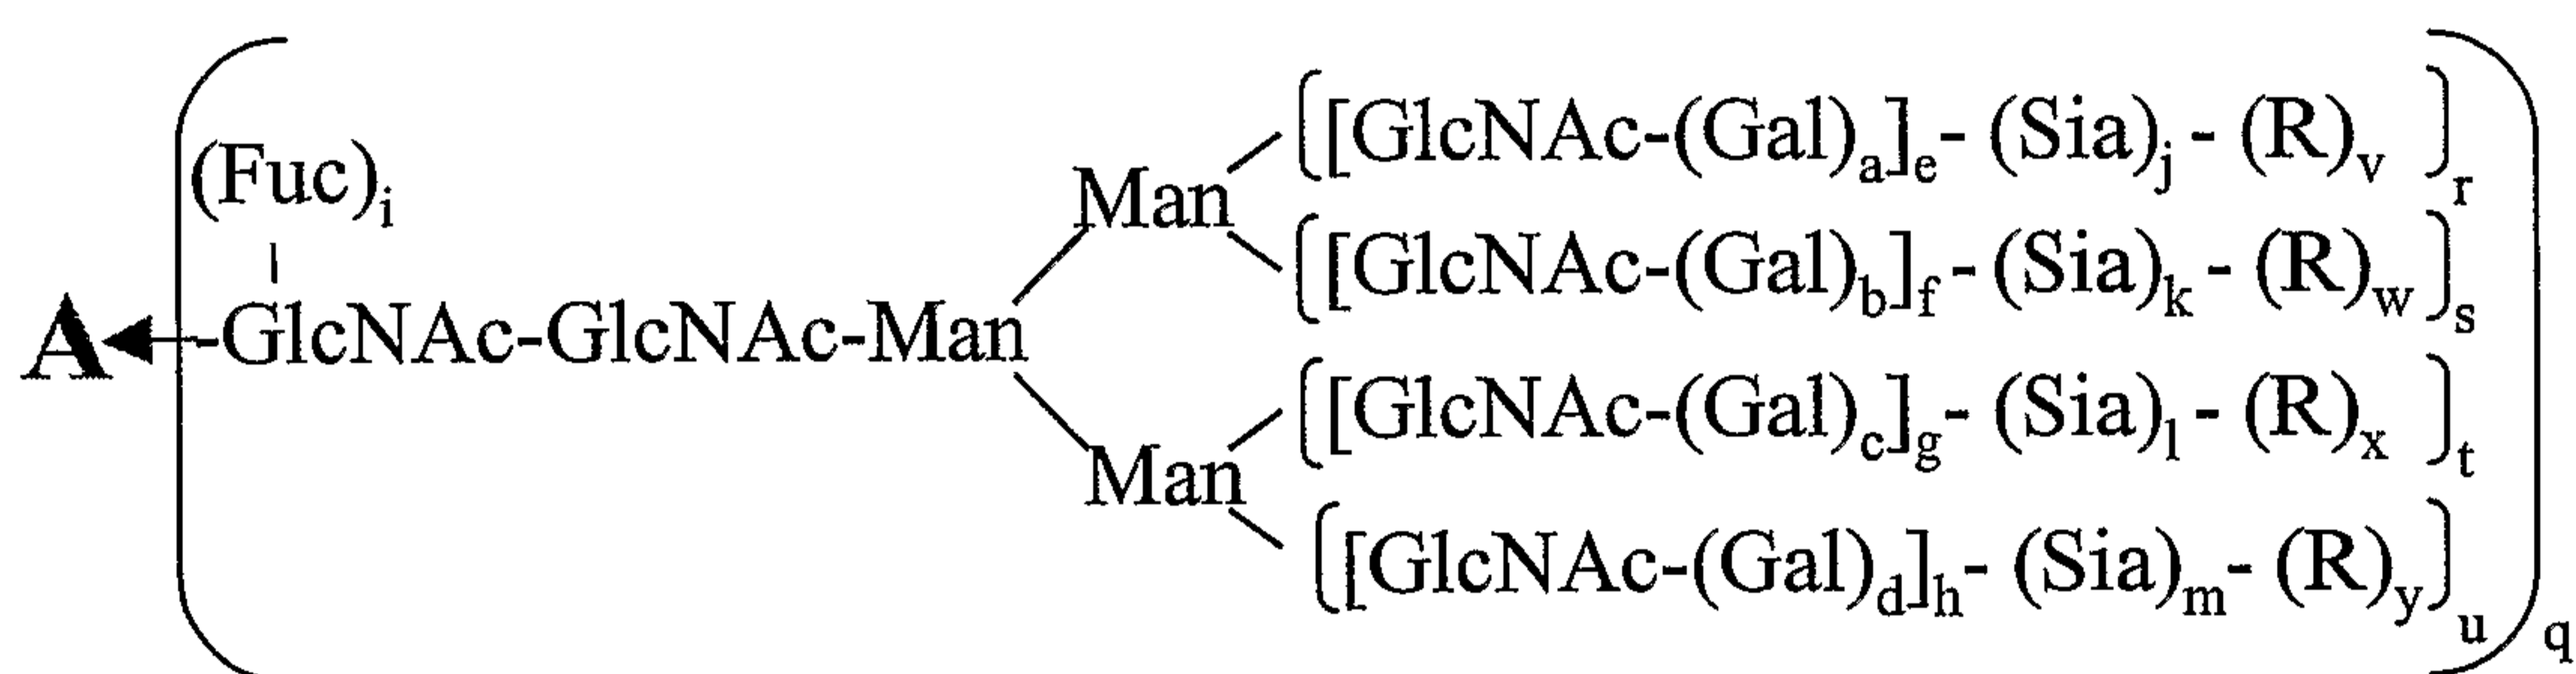 ([GlcNAc-(Gal)a]e- (Sia)j - (R)v )r
(Fuc)i
Man
([GlcNAc-(Gal)b]f - (Sia)k - (R)w)s
A -GlcNAc-GlcNAc-Man
([GlcNAc-(Gal)c]g- (Sia)l - (R)x )t
Man
([GlcNAc-(Gal)d]h- (Sia)m- (R)y)u
q